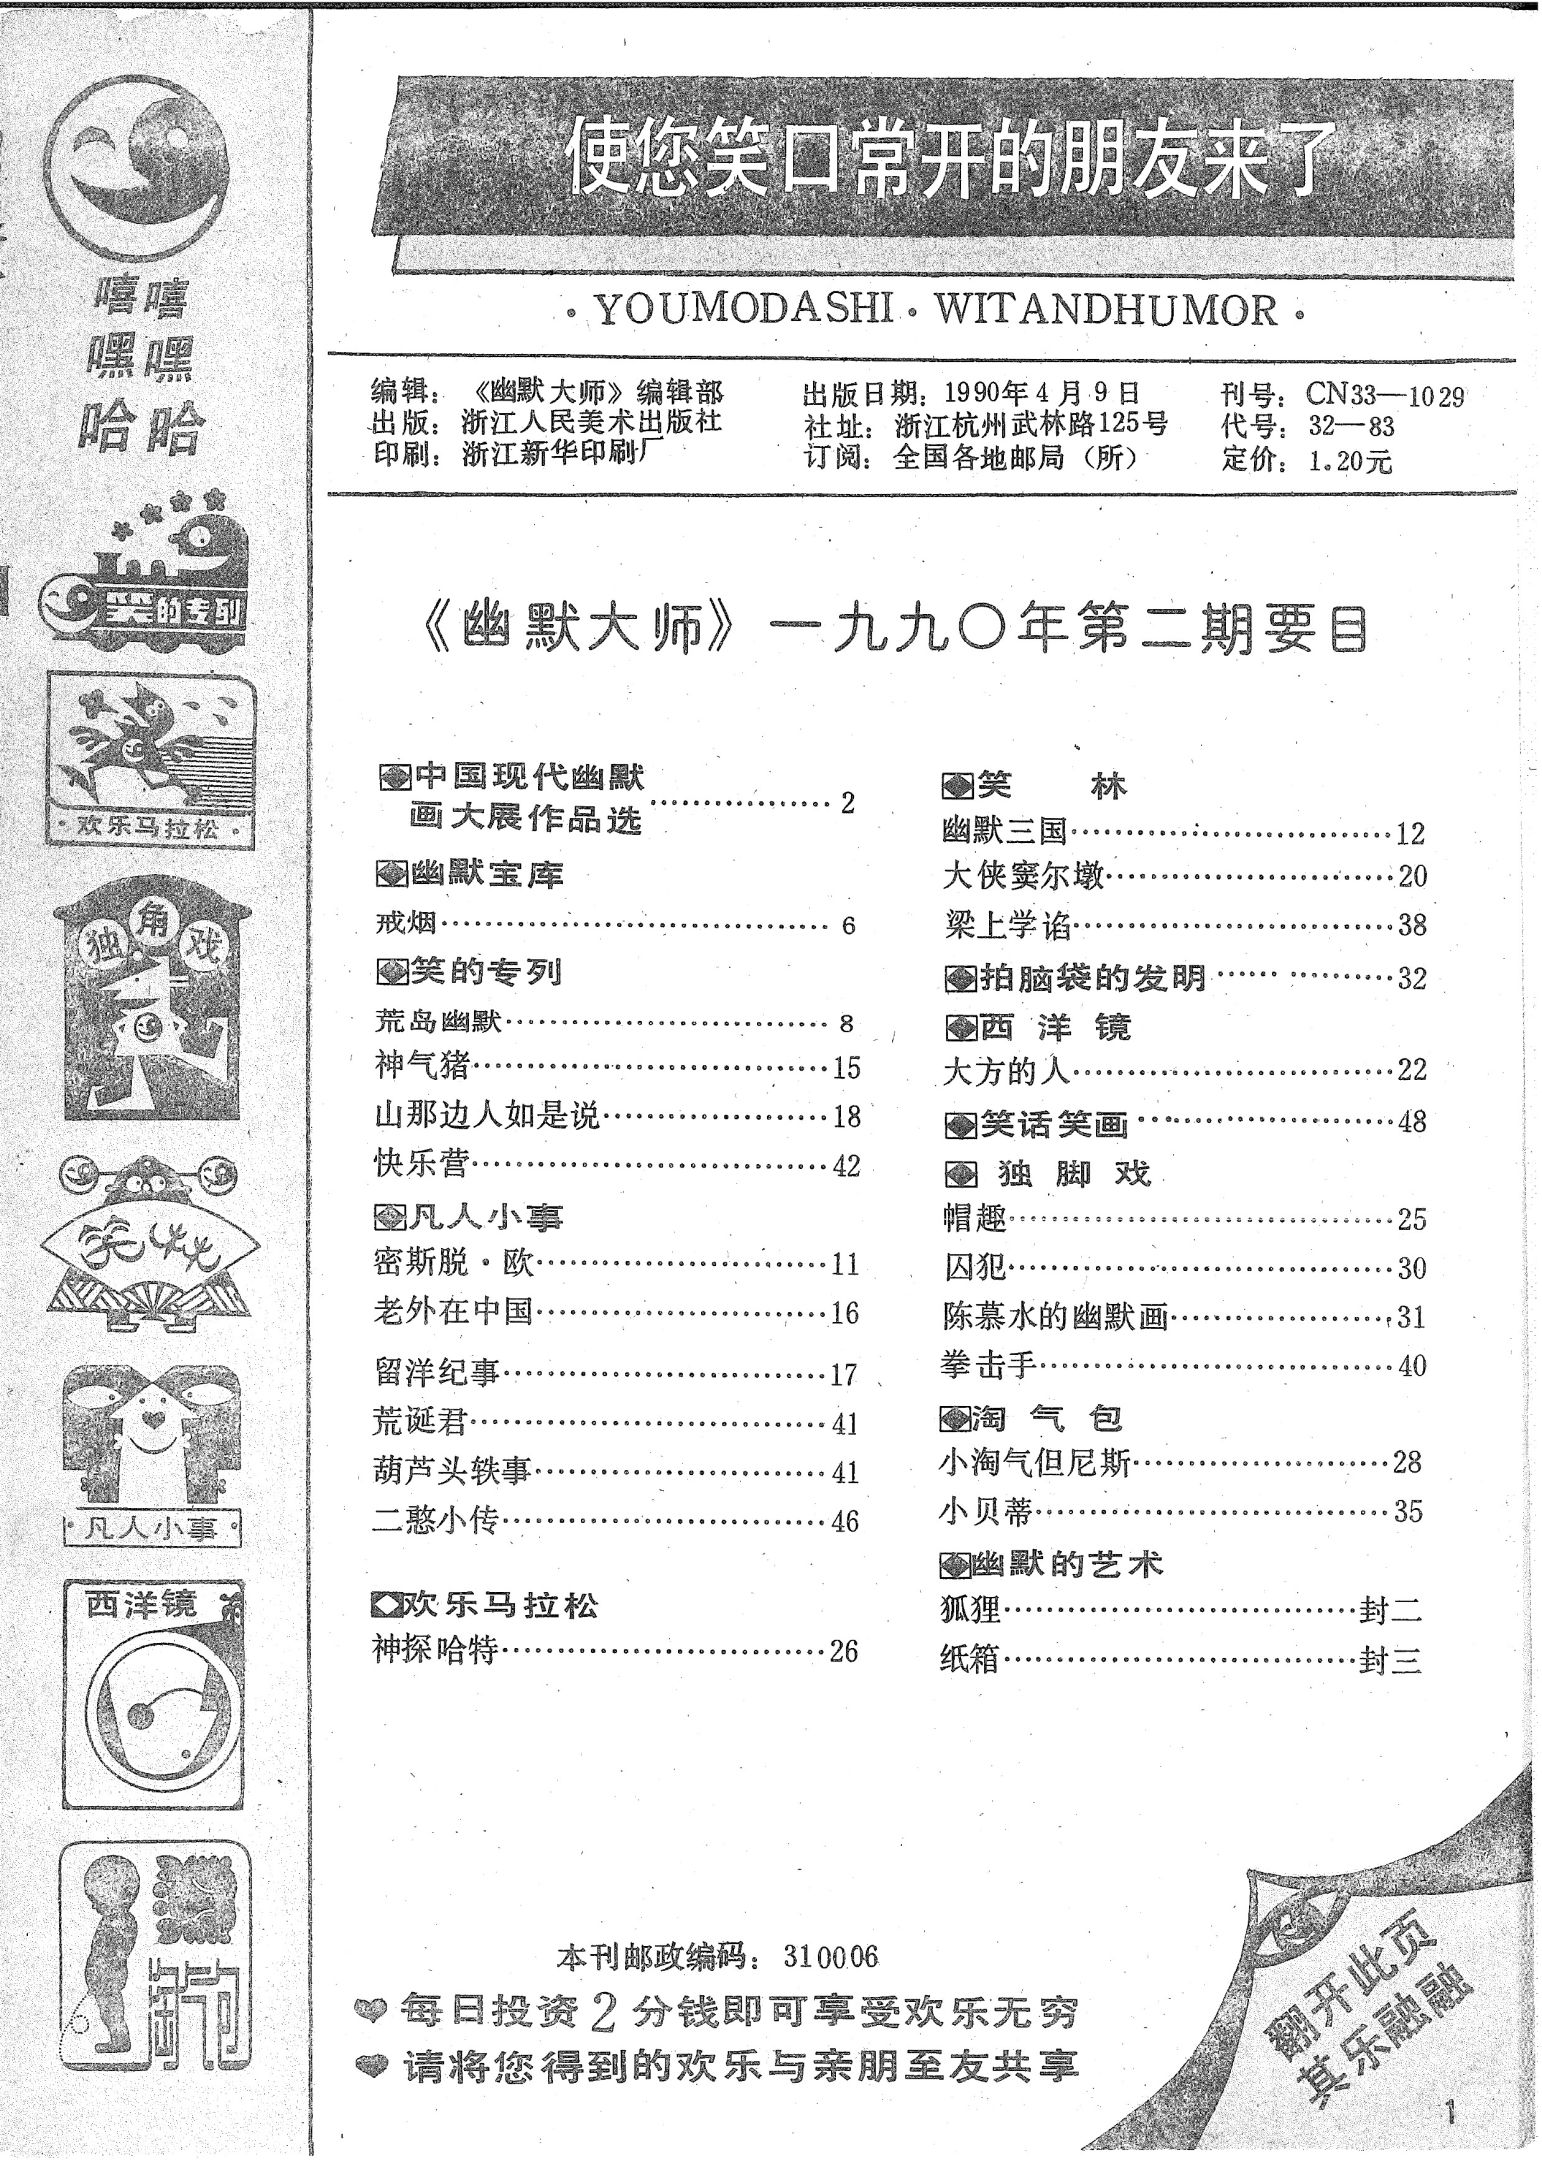 使您笑口常开的朋友来了
·YOUMODASHI·WITANDHUMOR·
编辑：《幽默大师》编辑部
出版：浙江人民美术出版社
印刷：浙江新华印刷厂
出版日期：1990年4月9日
社址：浙江杭州武林路125号
订阅：全国各地邮局（所）
刊号：CN33—1029
代号：32—83
定价：1.20元
《幽默大师》一九九〇年第二期要目
中国现代幽默
画大展作品选……2
幽默宝库
戒烟……6
笑的专列
荒岛幽默……8
神气猪……15
山那边人如是说……18
快乐营……42
凡人小事
密斯脱·欧……11
老外在中国……16
留洋纪事……17
荒诞君……41
葫芦头轶事……41
二憨小传……46
欢乐马拉松
神探哈特……26
笑 林
幽默三国……12
大侠窦尔墩……20
梁上学谄……38
拍脑袋的发明……32
西洋镜
大方的人……22
笑话笑画……48
独脚戏
帽趣……25
囚犯……30
陈慕水的幽默画……31
拳击手……40
淘气包
小淘气但尼斯……28
小贝蒂……35
幽默的艺术
狐狸……封二
纸箱……封三
本刊邮政编码：310006
每日投资2分钱即可享受欢乐无穷
请将您得到的欢乐与亲朋至友共享
翻开此页
其乐融融
1
嘻嘻
嘿嘿
哈哈
笑的专列
·欢乐马拉松·
独角戏
笑林
·凡人小事·
西洋镜